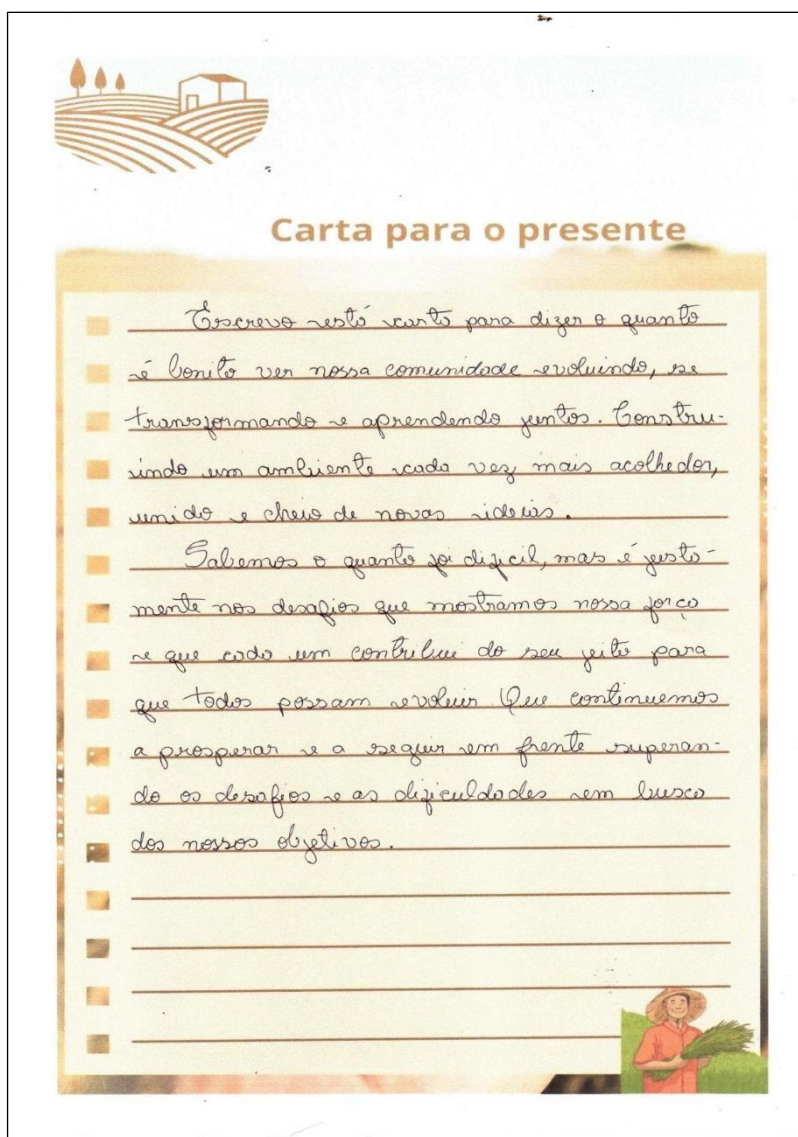 Carta para o presente
Escrevo esta carta para dizer o quanto
é bonito ver nossa comunidade evoluindo, se
transformando e aprendendo juntos. Constru-
indo um ambiente cada vez mais acolhedor,
unido e cheio de novas ideias.
Sabemos o quanto foi difícil, mas é justa-
mente nos desafios que mostramos nossa força
e que cada um contribui do seu jeito para
que todos possam evoluir. Que continuemos
a prosperar e a seguir em frente superan-
do os desafios e as dificuldades em busca
dos nossos objetivos.